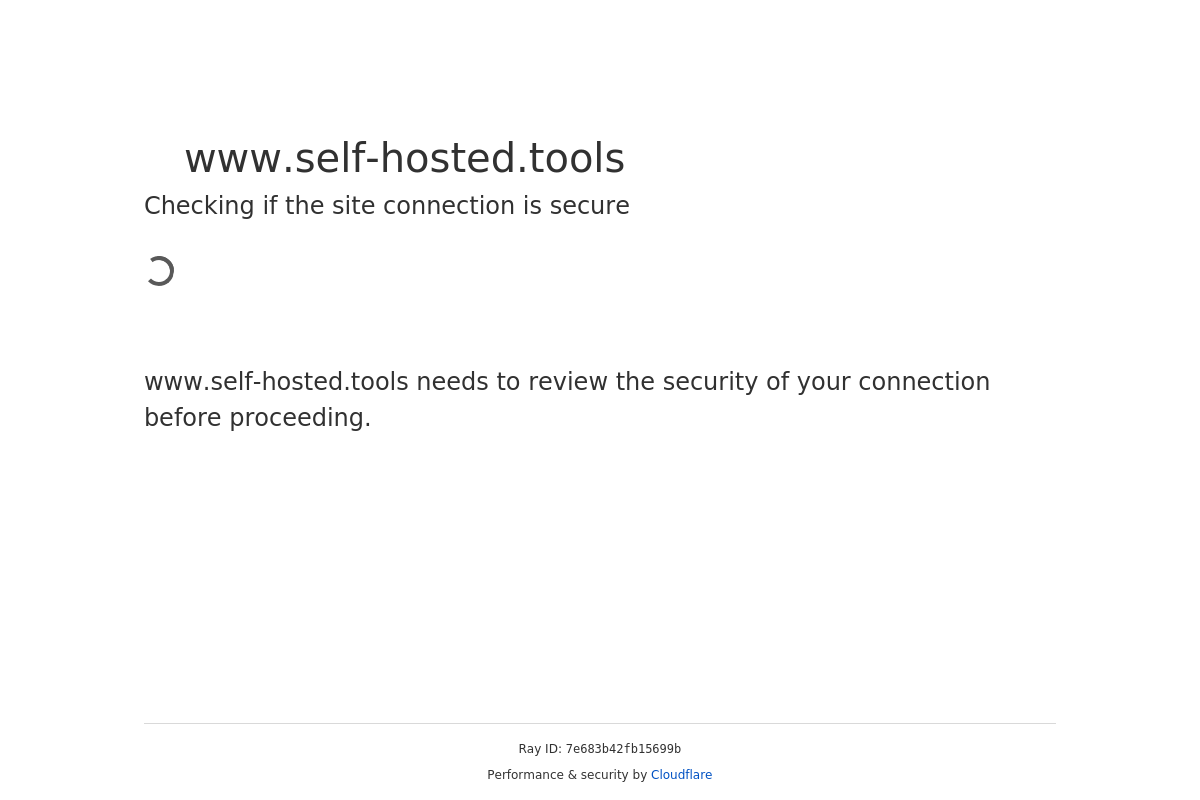 www.self-hosted.tools
Checking if the site connection is secure
www.self-hosted.tools needs to review the security of your connection
before proceeding.
Ray ID: 7e683b42fb15699b
Performance & security by Cloudflare